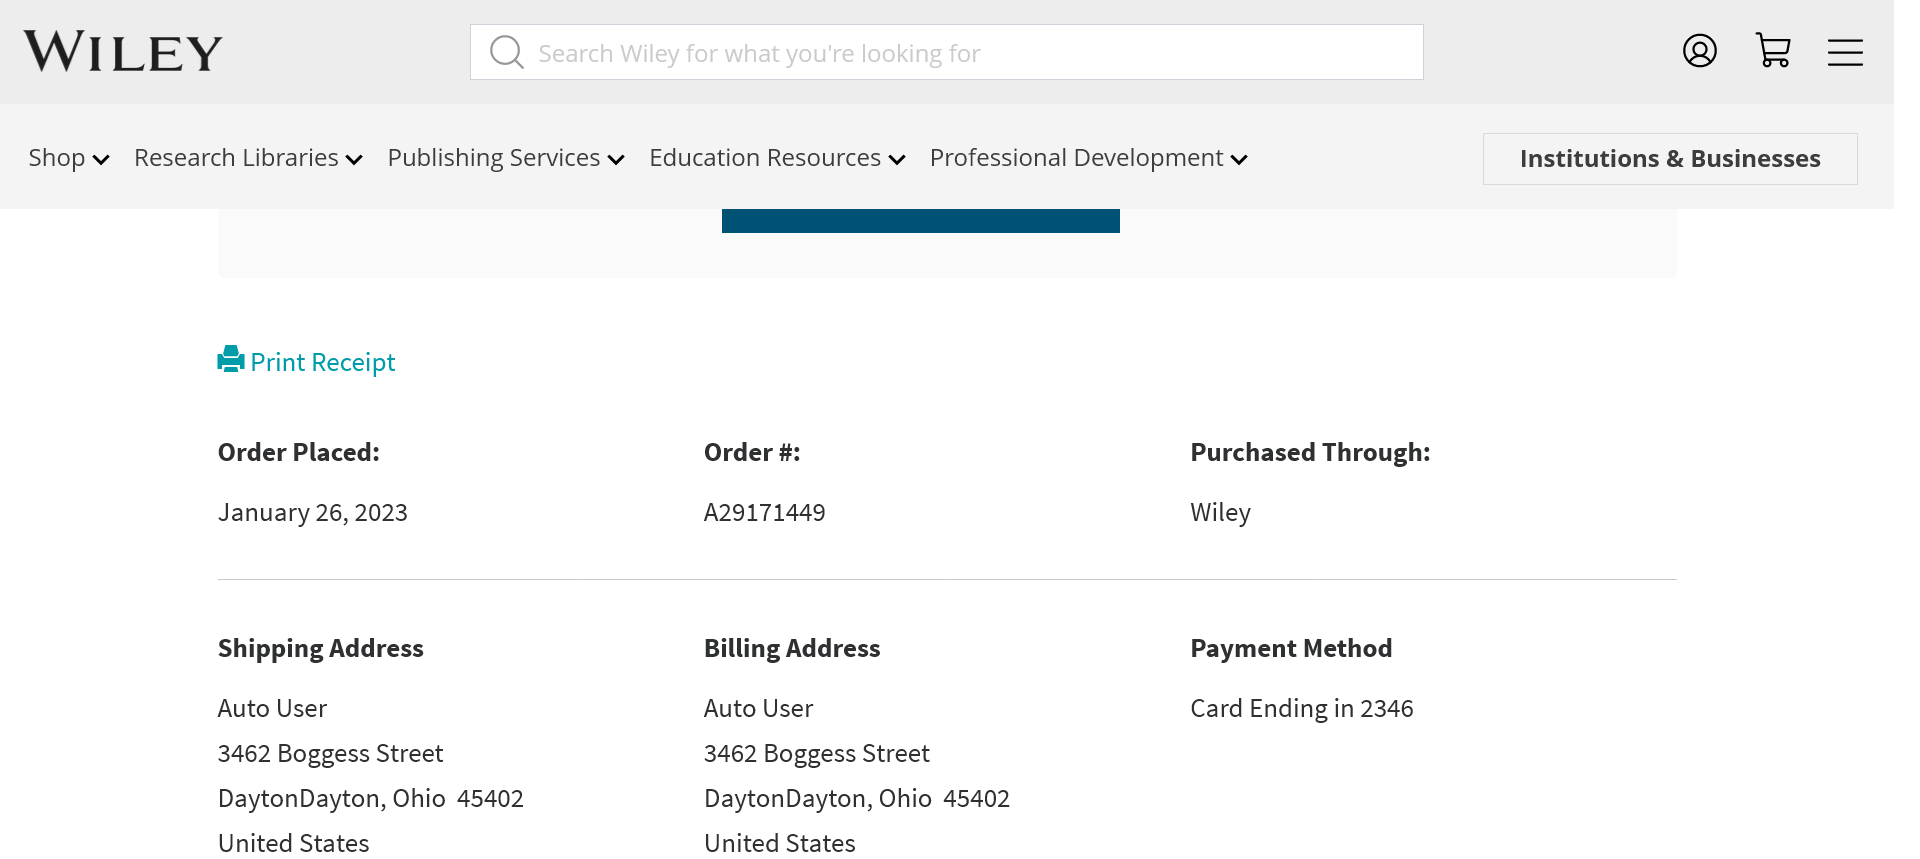 WILEY
Search Wiley for what you're looking for
Shop Research Libraries Publishing Services Education Resources Professional Development Institutions & Businesses
Print Receipt
Order Placed: Order #: Purchased Through:
January 26, 2023 A29171449 Wiley
Shipping Address Billing Address Payment Method
Auto User Auto User Card Ending in 2346
3462 Boggess Street 3462 Boggess Street
DaytonDayton, Ohio 45402 DaytonDayton, Ohio 45402
United States United States